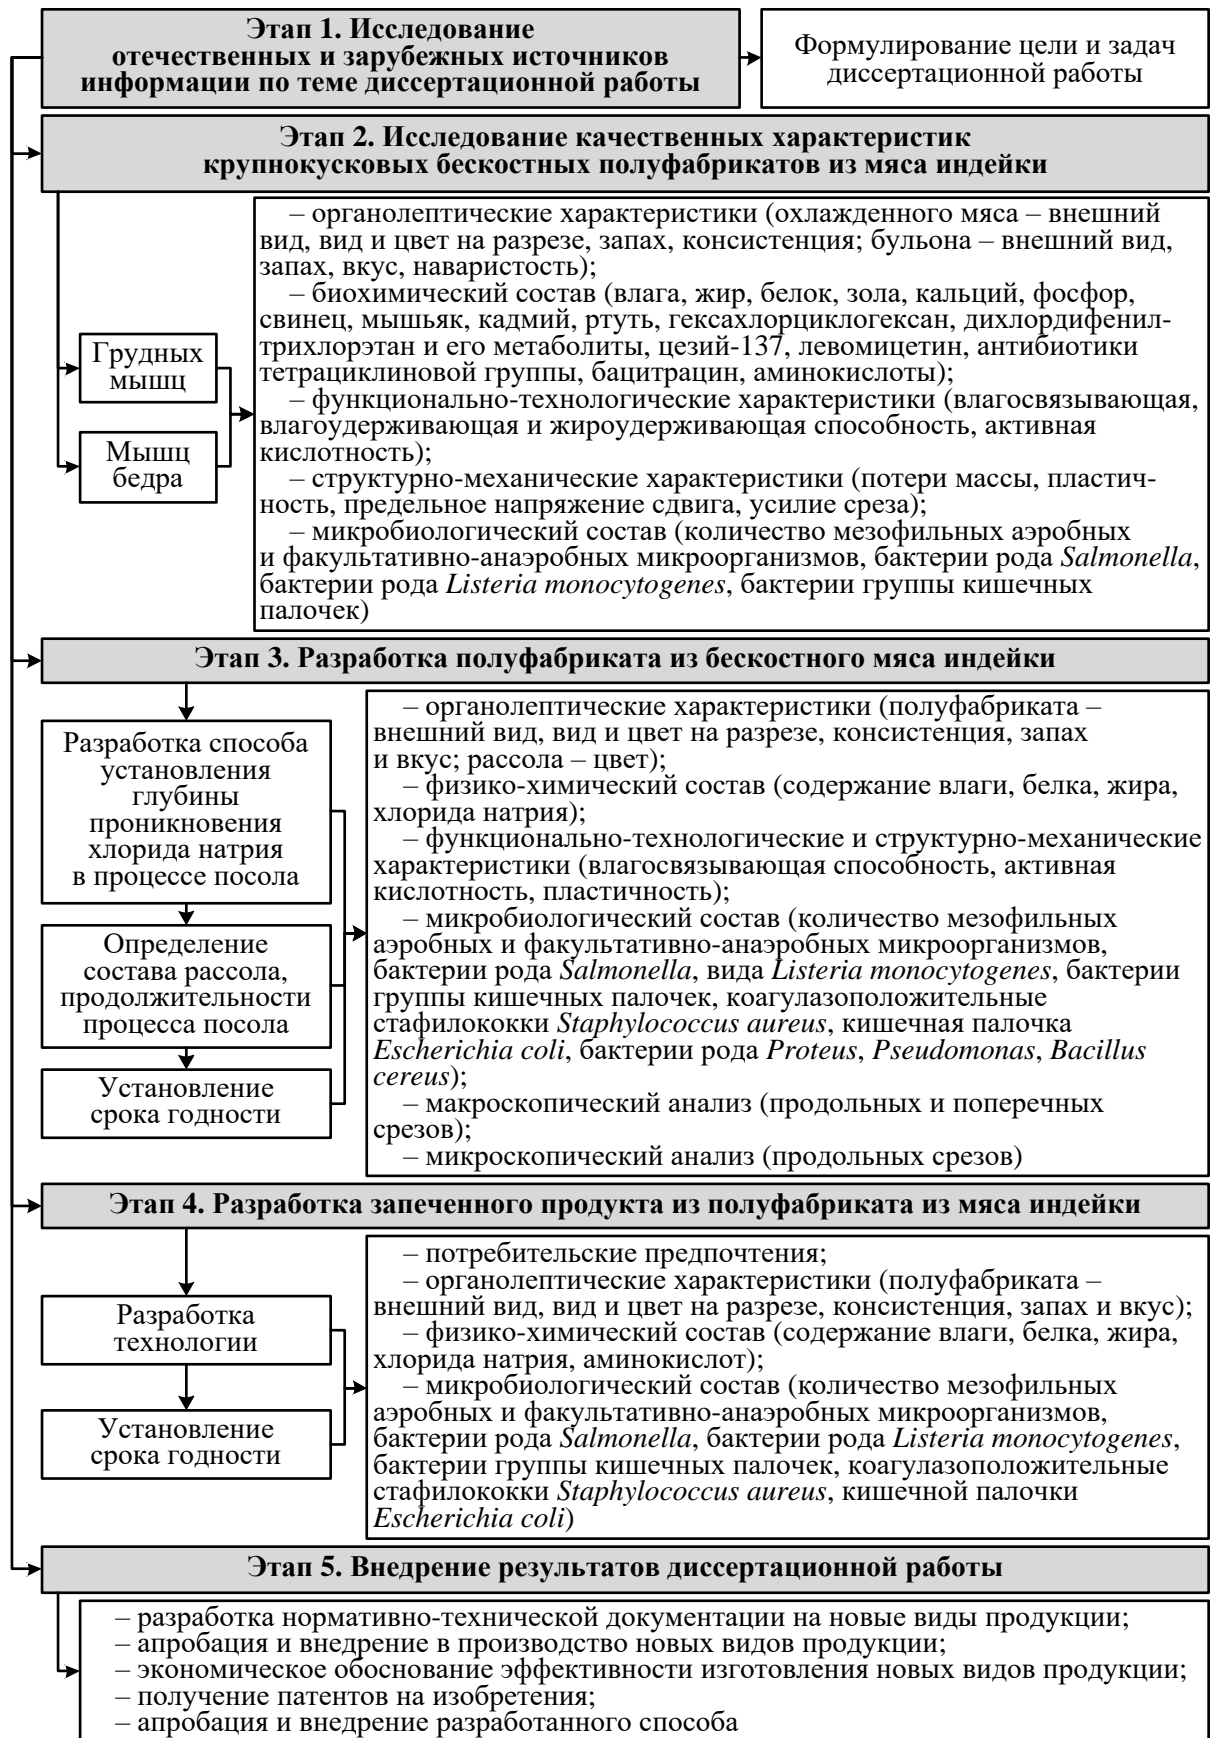 Этап 1. Исследование
отечественных и зарубежных источников
информации по теме диссертационной работы
Формулирование цели и задач
диссертационной работы
Этап 2. Исследование качественных характеристик
крупнокусковых бескостных полуфабрикатов из мяса индейки
Грудных
мышц
Мышц
бедра
– органолептические характеристики (охлажденного мяса – внешний
вид, вид и цвет на разрезе, запах, консистенция; бульона – внешний вид,
запах, вкус, наваристость);
– биохимический состав (влага, жир, белок, зола, кальций, фосфор,
свинец, мышьяк, кадмий, ртуть, гексахлорциклогексан, дихлордифенил-
трихлорэтан и его метаболиты, цезий-137, левомицетин, антибиотики
тетрациклиновой группы, бацитрацин, аминокислоты);
– функционально-технологические характеристики (влагосвязывающая,
влагоудерживающая и жироудерживающая способность, активная
кислотность);
– структурно-механические характеристики (потери массы, пластич-
ность, предельное напряжение сдвига, усилие среза);
– микробиологический состав (количество мезофильных аэробных
и факультативно-анаэробных микроорганизмов, бактерии рода Salmonella,
бактерии рода Listeria monocytogenes, бактерии группы кишечных
палочек)
Этап 3. Разработка полуфабриката из бескостного мяса индейки
Разработка способа
установления
глубины
проникновения
хлорида натрия
в процессе посола
Определение
состава рассола,
продолжительности
процесса посола
Установление
срока годности
– органолептические характеристики (полуфабриката –
внешний вид, вид и цвет на разрезе, консистенция, запах
и вкус; рассола – цвет);
– физико-химический состав (содержание влаги, белка, жира,
хлорида натрия);
– функционально-технологические и структурно-механические
характеристики (влагосвязывающая способность, активная
кислотность, пластичность);
– микробиологический состав (количество мезофильных
аэробных и факультативно-анаэробных микроорганизмов,
бактерии рода Salmonella, вида Listeria monocytogenes, бактерии
группы кишечных палочек, коагулазоположительные
стафилококки Staphylococcus aureus, кишечная палочка
Escherichia coli, бактерии рода Proteus, Pseudomonas, Bacillus
cereus);
– макроскопический анализ (продольных и поперечных
срезов);
– микроскопический анализ (продольных срезов)
Этап 4. Разработка запеченного продукта из полуфабриката из мяса индейки
Разработка
технологии
Установление
срока годности
– потребительские предпочтения;
– органолептические характеристики (полуфабриката –
внешний вид, вид и цвет на разрезе, консистенция, запах и вкус);
– физико-химический состав (содержание влаги, белка, жира,
хлорида натрия, аминокислот);
– микробиологический состав (количество мезофильных
аэробных и факультативно-анаэробных микроорганизмов,
бактерии рода Salmonella, бактерии рода Listeria monocytogenes,
бактерии группы кишечных палочек, коагулазоположительные
стафилококки Staphylococcus aureus, кишечной палочки
Escherichia coli)
Этап 5. Внедрение результатов диссертационной работы
– разработка нормативно-технической документации на новые виды продукции;
– апробация и внедрение в производство новых видов продукции;
– экономическое обоснование эффективности изготовления новых видов продукции;
– получение патентов на изобретения;
– апробация и внедрение разработанного способа